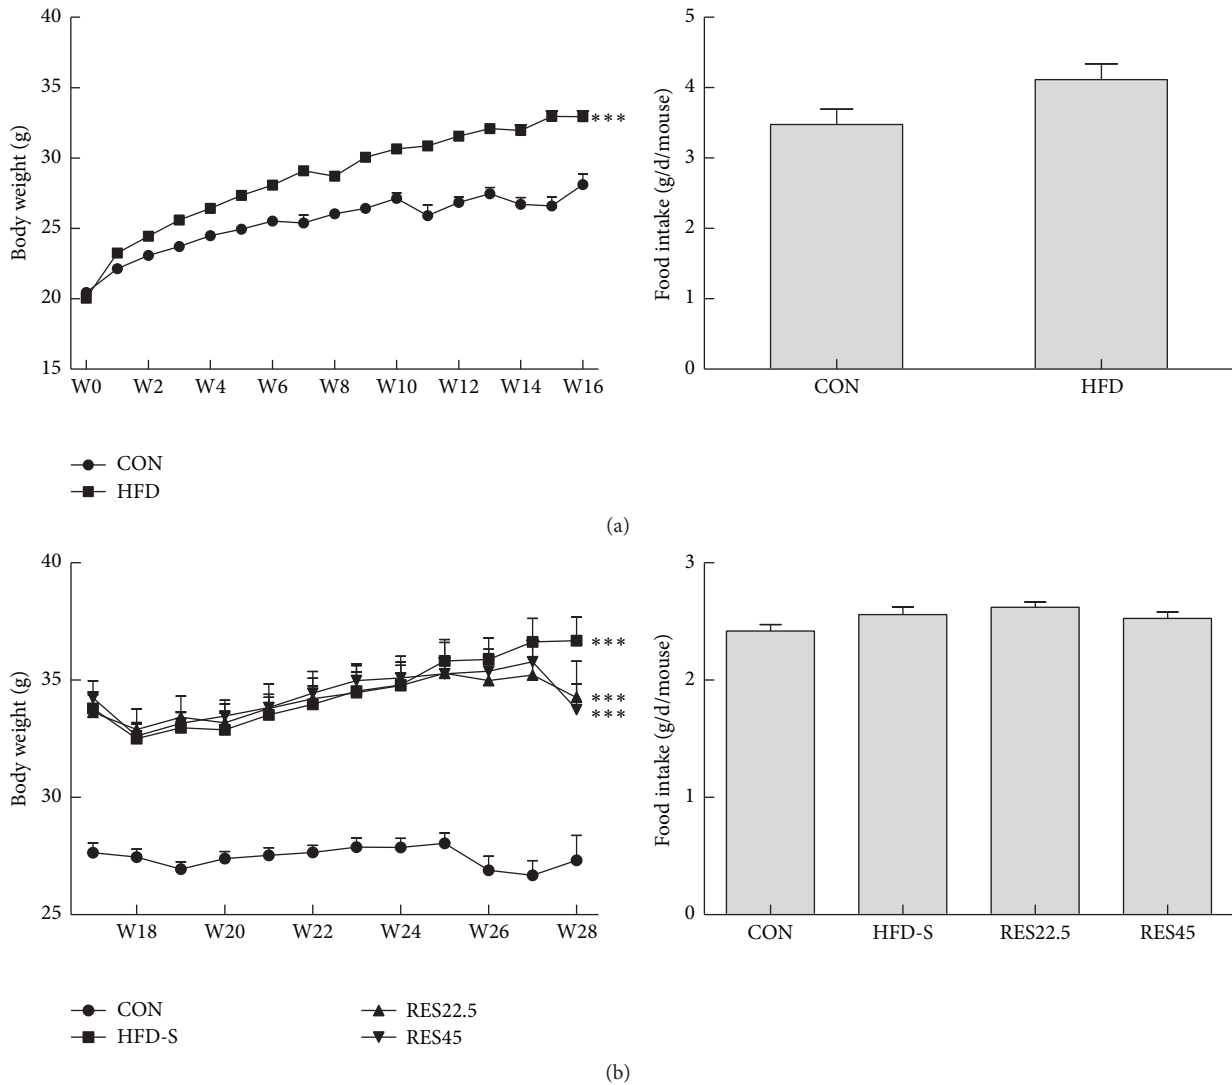 40
35
30
25
20
15
Body weight (g)
W0 W2 W4 W6 W8 W10 W12 W14 W16
***
CON
HFD
5
4
3
2
1
0
Food intake (g/d/mouse)
CON HFD
(a)
40
35
30
25
Body weight (g)
W18 W20 W22 W24 W26 W28
***
***
***
CON
HFD-S
RES22.5
RES45
3
2
1
0
Food intake (g/d/mouse)
CON HFD-S RES22.5 RES45
(b)